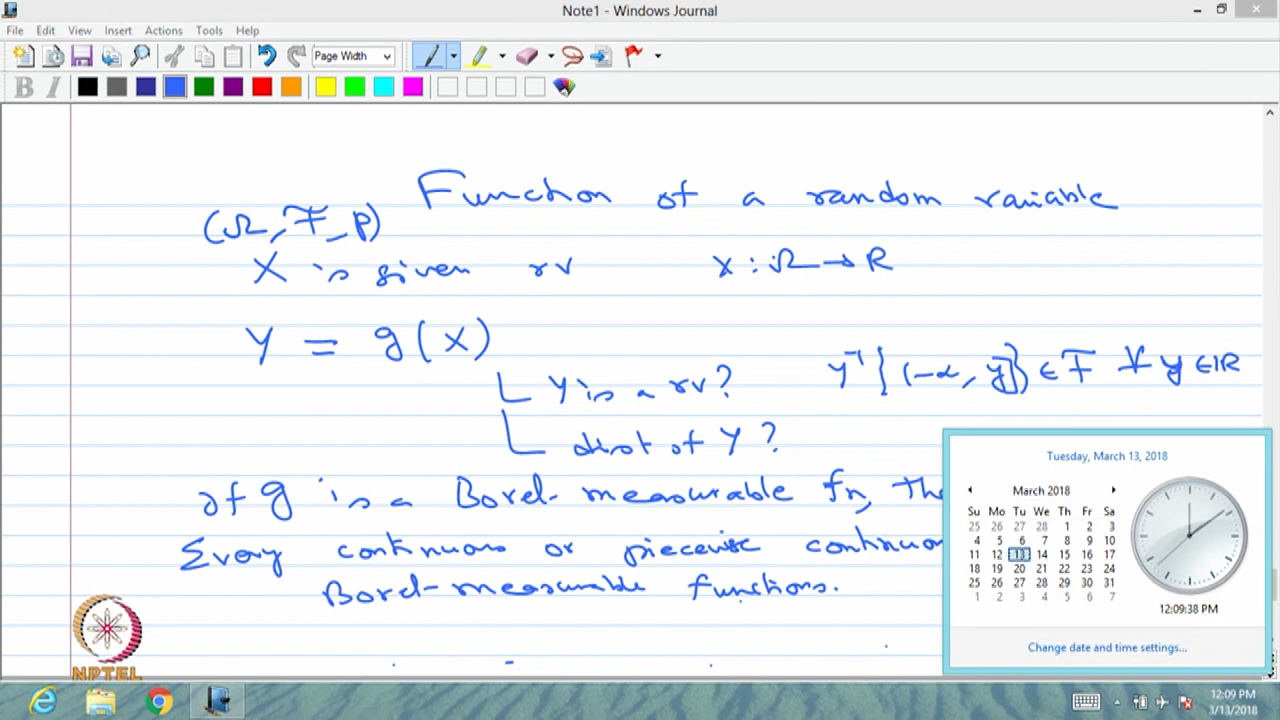 Note1 - Windows Journal
File Edit View Insert Actions Tools Help
Page Width
B I
Function of a random variable
(Ω, F, P)
X is given rv X : Ω → R
Y = g(X)
Y is a rv? Y⁻¹{(-∞, y]} ∈ F ∀ y ∈ IR
dist of Y?
If g is a Borel-measurable fn, the
Every continuous or piecewise continuou
Borel-measurable functions.
Tuesday, March 13, 2018
March 2018
Su Mo Tu We Th Fr Sa
25 26 27 28 1 2 3
4 5 6 7 8 9 10
11 12 13 14 15 16 17
18 19 20 21 22 23 24
25 26 27 28 29 30 31
1 2 3 4 5 6 7
12:09:38 PM
Change date and time settings...
NPTEL
12:09 PM
3/13/2018